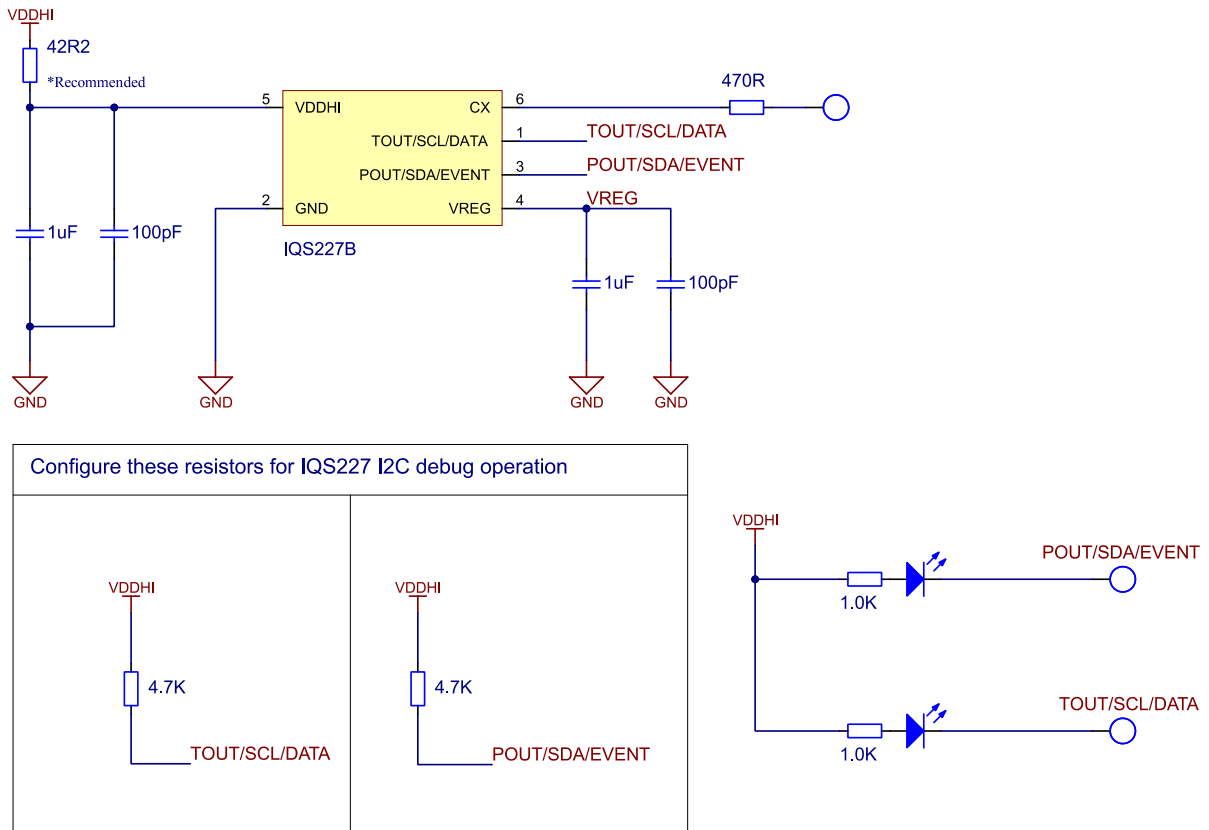 VDDHI
42R2
*Recommended
5
VDDHI
CX
6
470R
TOUT/SCL/DATA
1
TOUT/SCL/DATA
POUT/SDA/EVENT
3
POUT/SDA/EVENT
2
GND
VREG
4
VREG
1uF
100pF
IQS227B
1uF
100pF
GND
GND
GND
GND
Configure these resistors for IQS227 I2C debug operation
VDDHI
4.7K
TOUT/SCL/DATA
VDDHI
4.7K
POUT/SDA/EVENT
VDDHI
POUT/SDA/EVENT
1.0K
TOUT/SCL/DATA
1.0K